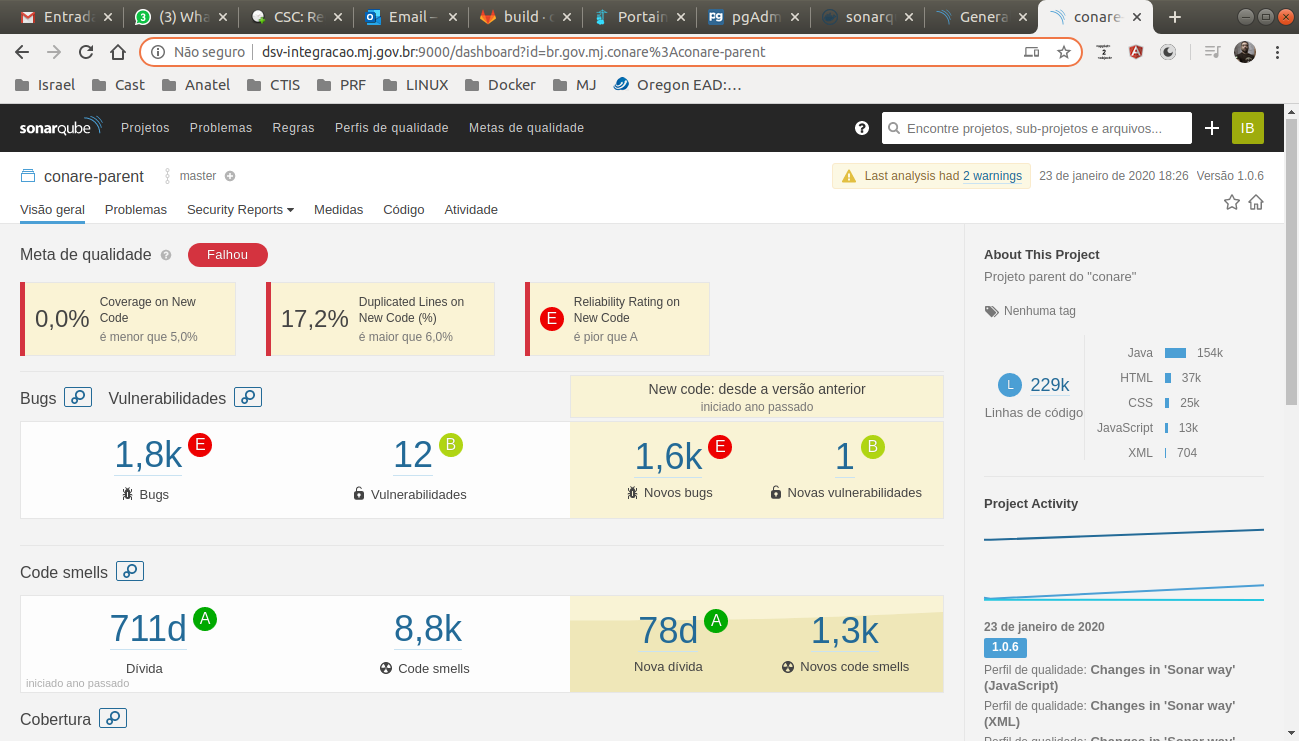 Entrada
(3) Wha
CSC: Re
Email –
build · c
Portain
pgAdm
sonarq
Genera
conare-
Não seguro
dsv-integracao.mj.gov.br:9000/dashboard?id=br.gov.mj.conare%3Aconare-parent
Israel
Cast
Anatel
CTIS
PRF
LINUX
Docker
MJ
Oregon EAD:...
sonarqube
Projetos
Problemas
Regras
Perfis de qualidade
Metas de qualidade
Encontre projetos, sub-projetos e arquivos...
IB
conare-parent
master
Last analysis had 2 warnings
23 de janeiro de 2020 18:26
Versão 1.0.6
Visão geral
Problemas
Security Reports
Medidas
Código
Atividade
Meta de qualidade
Falhou
0,0%
Coverage on New
Code
é menor que 5,0%
17,2%
Duplicated Lines on
New Code (%)
é maior que 6,0%
E
Reliability Rating on
New Code
é pior que A
Bugs
Vulnerabilidades
New code: desde a versão anterior
iniciado ano passado
1,8k E
Bugs
12 B
Vulnerabilidades
1,6k E
Novos bugs
1 B
Novas vulnerabilidades
Code smells
711d A
Dívida
iniciado ano passado
8,8k
Code smells
78d A
Nova dívida
1,3k
Novos code smells
Cobertura
About This Project
Projeto parent do "conare"
Nenhuma tag
L 229k
Linhas de código
Java 154k
HTML 37k
CSS 25k
JavaScript 13k
XML 704
Project Activity
23 de janeiro de 2020
1.0.6
Perfil de qualidade: Changes in 'Sonar way'
(JavaScript)
Perfil de qualidade: Changes in 'Sonar way'
(XML)
Perfil de qualidade: Changes in 'Sonar way'